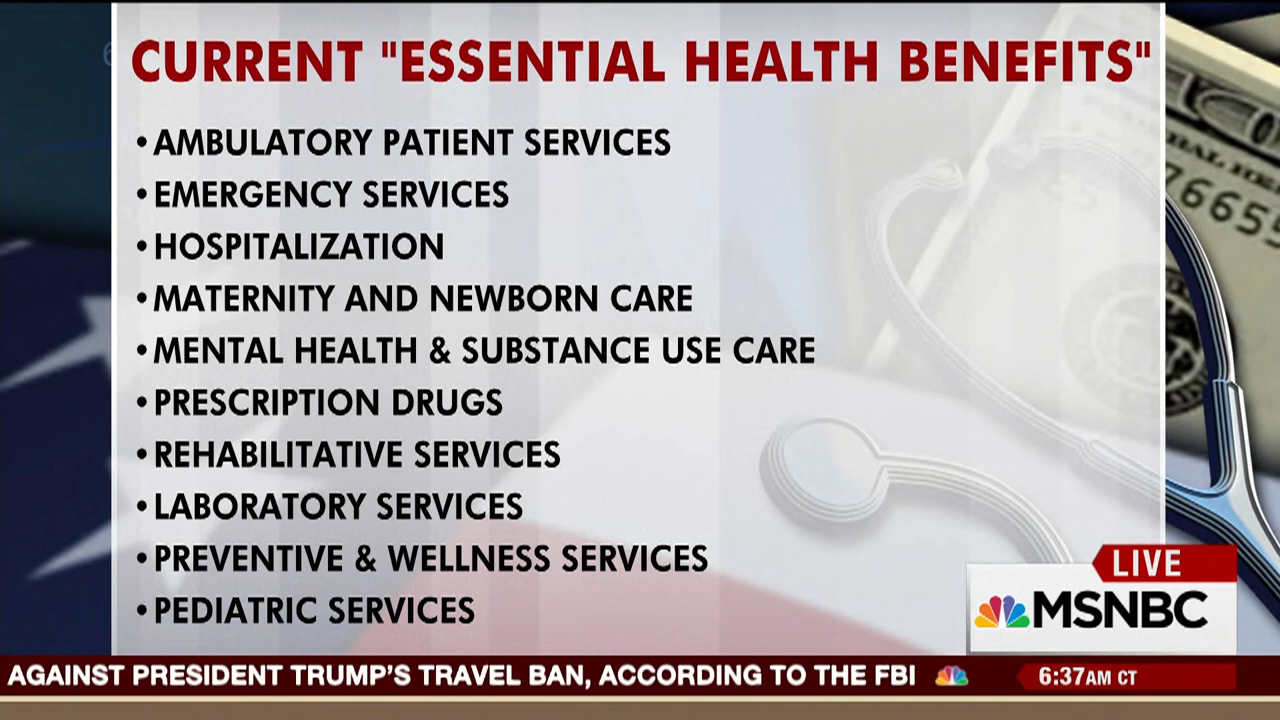 CURRENT "ESSENTIAL HEALTH BENEFITS"
• AMBULATORY PATIENT SERVICES
• EMERGENCY SERVICES
• HOSPITALIZATION
• MATERNITY AND NEWBORN CARE
• MENTAL HEALTH & SUBSTANCE USE CARE
• PRESCRIPTION DRUGS
• REHABILITATIVE SERVICES
• LABORATORY SERVICES
• PREVENTIVE & WELLNESS SERVICES
• PEDIATRIC SERVICES
LIVE
MSNBC
AGAINST PRESIDENT TRUMP'S TRAVEL BAN, ACCORDING TO THE FBI
6:37AM CT